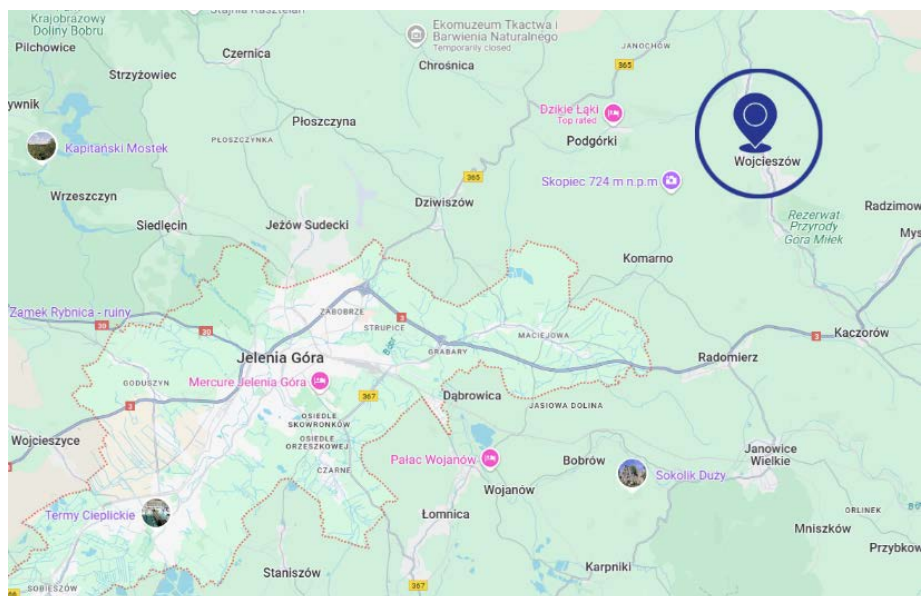 Krajobrazowy
Doliny Bobru
Pilchowice
Strzyżowiec
Czernica
Ekomuzeum Tkactwa i
Barwienia Naturalnego
Temporarily closed
Chrośnica
JANOCHÓW
365
Dzikie Łąki
Top rated
Podgórki
Wojcieszów
Płoszczyna
PŁOSZCZYNKA
Kapitański Mostek
Wrzeszczyn
365
Skopiec 724 m n.p.m
Dziwiszów
Siedlęcin
Jeżów Sudecki
Rezerwat
Przyrody
Gora Miłek
Radzimow
Komarno
Zamek Rybnica - ruiny
30
30
ZABOBRZE
STRUPICE
3
Bóbr
GRABARY
MACIEJOWA
3
Kaczorów
Radomierz
Jelenia Góra
Mercure Jelenia Góra
GODUSZYN
3
367
Dąbrowica
JASIOWA DOLINA
OSIEDLE
SKOWRONKÓW
OSIEDLE
ORZESZKOWEJ
Wojcieszyce
CZARNE
Pałac Wojanów
Wojanów
Bobrów
Sokolik Duży
Janowice
Wielkie
Termy Cieplickie
Łomnica
ORLINEK
Mniszków
Przybkow
Karpniki
Staniszów
SOBIESZÓW
367